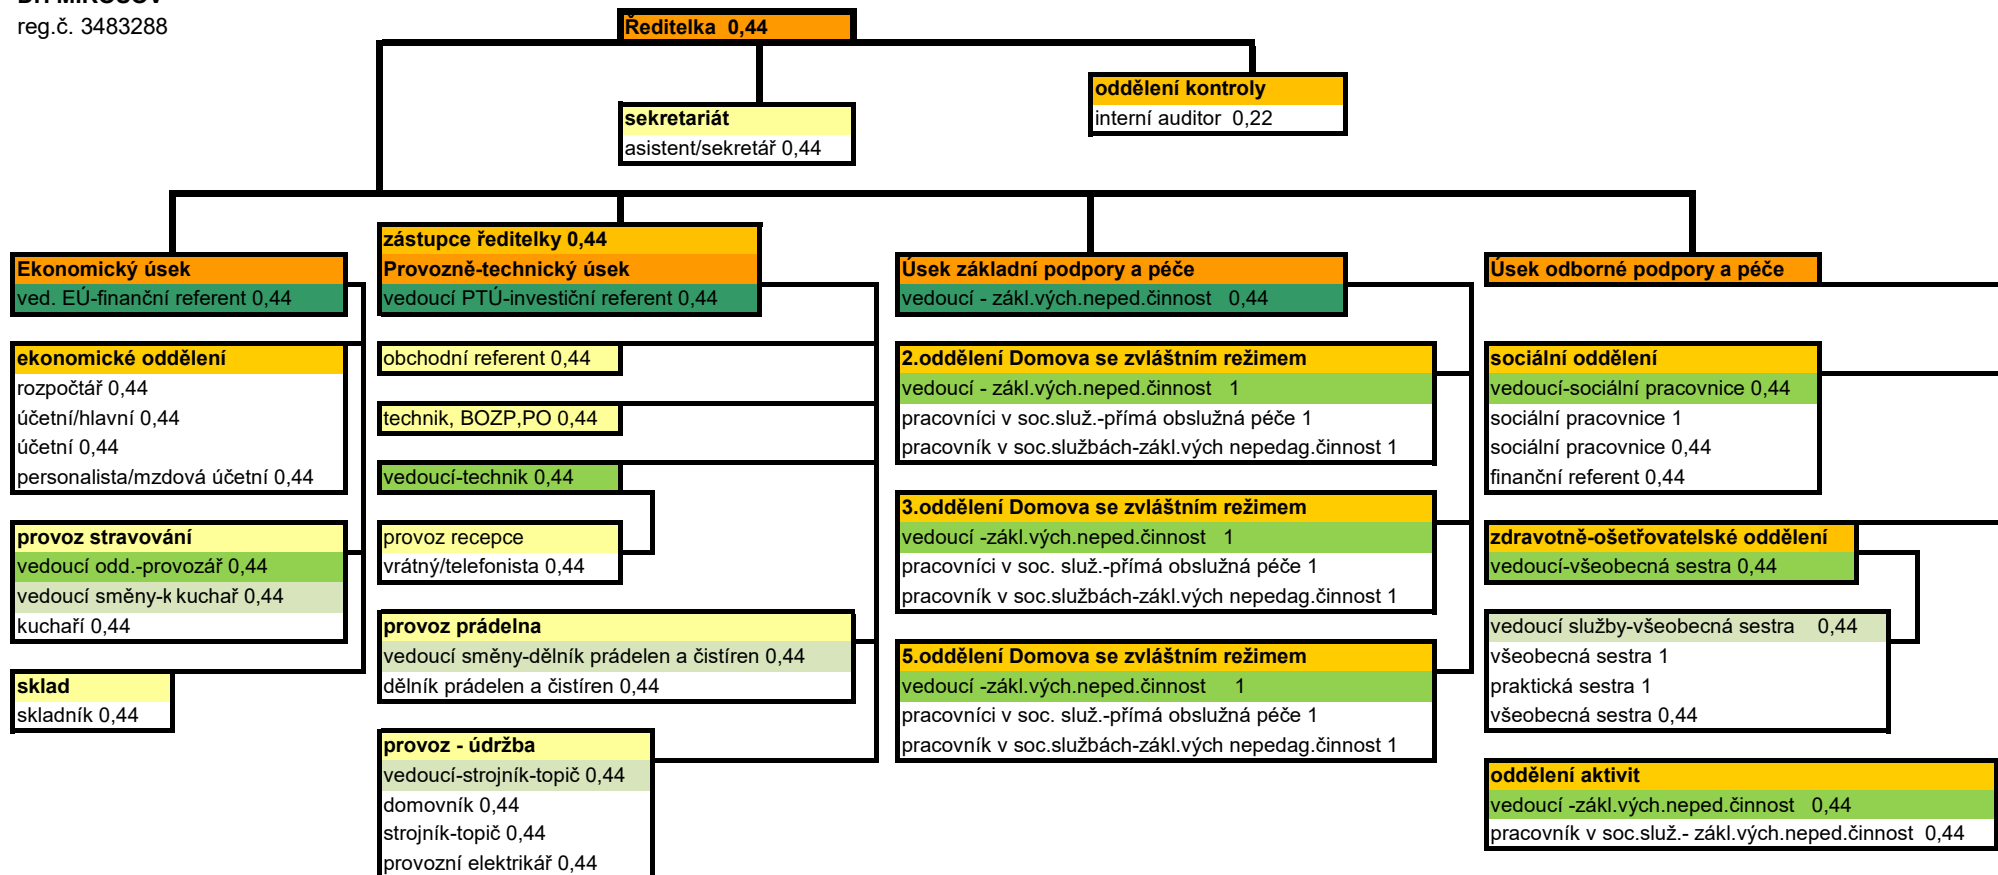 reg.č. 3483288
Ředitelka 0,44
oddělení kontroly
interní auditor 0,22
sekretariát
asistent/sekretář 0,44
Ekonomický úsek
ved. EÚ-finanční referent 0,44
ekonomické oddělení
rozpočtář 0,44
účetní/hlavní 0,44
účetní 0,44
personalista/mzdová účetní 0,44
provoz stravování
vedoucí odd.-provozář 0,44
vedoucí směny-k kuchař 0,44
kuchaří 0,44
sklad
skladník 0,44
zástupce ředitelky 0,44
Provozně-technický úsek
vedoucí PTÚ-investiční referent 0,44
obchodní referent 0,44
technik, BOZP,PO 0,44
vedoucí-technik 0,44
provoz recepce
vrátný/telefonista 0,44
provoz prádelna
vedoucí směny-dělník prádelen a čistíren 0,44
dělník prádelen a čistíren 0,44
provoz - údržba
vedoucí-strojník-topič 0,44
domovník 0,44
strojník-topič 0,44
provozní elektrikář 0,44
Úsek základní podpory a péče
vedoucí - zákl.vých.neped.činnost 0,44
2.oddělení Domova se zvláštním režimem
vedoucí - zákl.vých.neped.činnost 1
pracovníci v soc.služ.-přímá obslužná péče 1
pracovník v soc.službách-zákl.vých nepedag.činnost 1
3.oddělení Domova se zvláštním režimem
vedoucí -zákl.vých.neped.činnost 1
pracovníci v soc. služ.-přímá obslužná péče 1
pracovník v soc.službách-zákl.vých nepedag.činnost 1
5.oddělení Domova se zvláštním režimem
vedoucí -zákl.vých.neped.činnost 1
pracovníci v soc. služ.-přímá obslužná péče 1
pracovník v soc.službách-zákl.vých nepedag.činnost 1
Úsek odborné podpory a péče
sociální oddělení
vedoucí-sociální pracovnice 0,44
sociální pracovnice 1
sociální pracovnice 0,44
finanční referent 0,44
zdravotně-ošetřovatelské oddělení
vedoucí-všeobecná sestra 0,44
vedoucí služby-všeobecná sestra 0,44
všeobecná sestra 1
praktická sestra 1
všeobecná sestra 0,44
oddělení aktivit
vedoucí -zákl.vých.neped.činnost 0,44
pracovník v soc.služ.- zákl.vých.neped.činnost 0,44